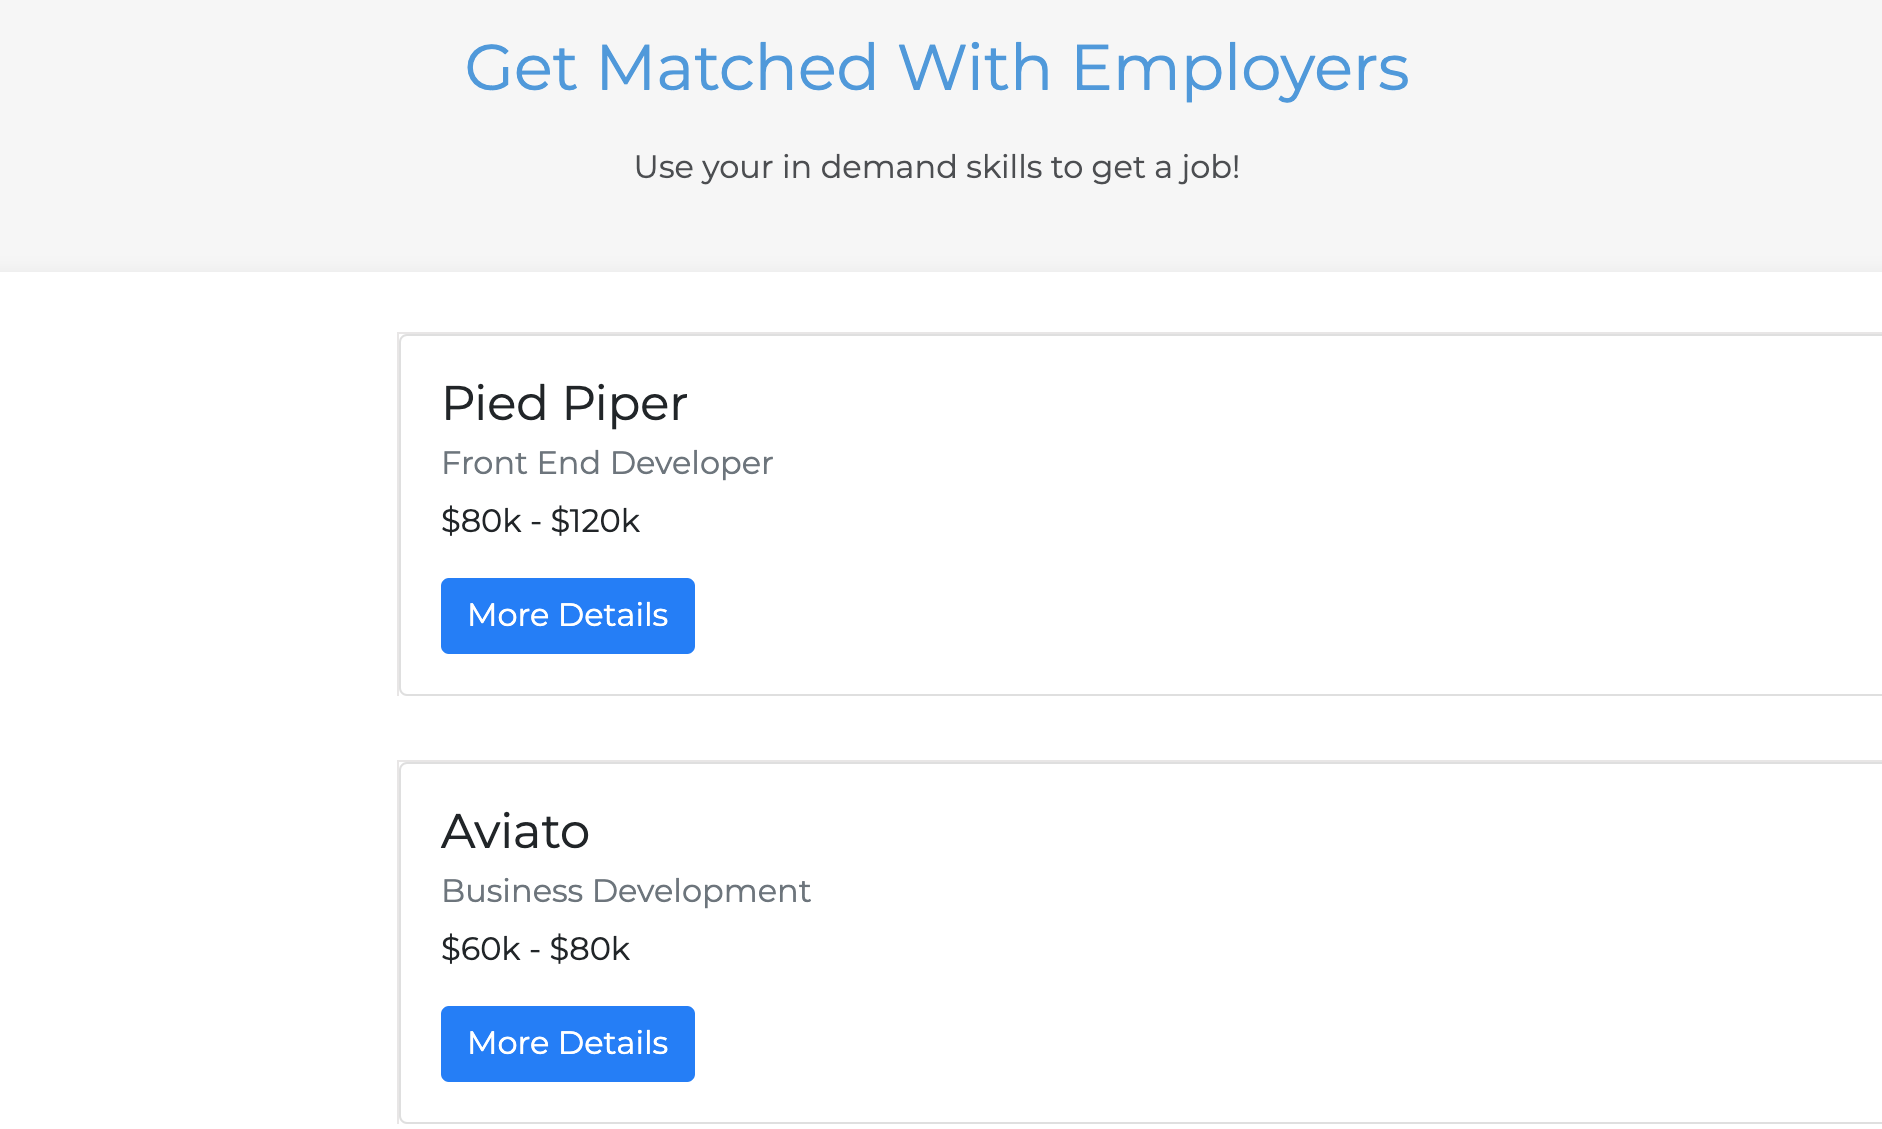 Get Matched With Employers
Use your in demand skills to get a job!
Pied Piper
Front End Developer
$80k - $120k
More Details
Aviato
Business Development
$60k - $80k
More Details